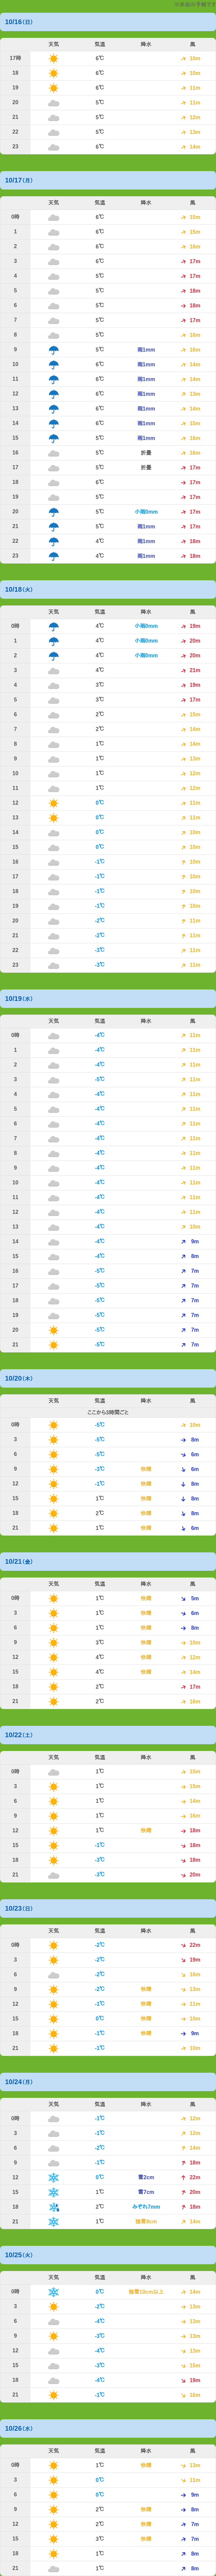 ※奥岳の予報です
10/16(日)
天気 気温 降水 風
17時 6℃ 10m
18 6℃ 10m
19 6℃ 11m
20 5℃ 11m
21 5℃ 12m
22 5℃ 13m
23 6℃ 14m
10/17(月)
天気 気温 降水 風
0時 6℃ 15m
1 6℃ 15m
2 6℃ 16m
3 6℃ 17m
4 5℃ 17m
5 5℃ 18m
6 5℃ 18m
7 5℃ 17m
8 5℃ 16m
9 5℃ 雨1mm 16m
10 6℃ 雨1mm 14m
11 6℃ 雨1mm 14m
12 6℃ 雨1mm 13m
13 6℃ 雨1mm 14m
14 6℃ 雨1mm 15m
15 5℃ 雨1mm 16m
16 5℃ 折畳 16m
17 5℃ 折畳 17m
18 6℃ 17m
19 5℃ 17m
20 5℃ 小雨0mm 17m
21 5℃ 雨1mm 17m
22 4℃ 雨1mm 18m
23 4℃ 雨1mm 18m
10/18(火)
天気 気温 降水 風
0時 4℃ 小雨0mm 19m
1 4℃ 小雨0mm 20m
2 4℃ 小雨0mm 20m
3 4℃ 21m
4 3℃ 19m
5 3℃ 17m
6 2℃ 15m
7 2℃ 14m
8 1℃ 14m
9 1℃ 13m
10 1℃ 12m
11 1℃ 12m
12 0℃ 11m
13 0℃ 11m
14 0℃ 10m
15 0℃ 10m
16 -1℃ 10m
17 -1℃ 10m
18 -1℃ 10m
19 -1℃ 10m
20 -2℃ 11m
21 -2℃ 11m
22 -3℃ 11m
23 -3℃ 11m
10/19(水)
天気 気温 降水 風
0時 -4℃ 11m
1 -4℃ 11m
2 -4℃ 11m
3 -5℃ 11m
4 -4℃ 11m
5 -4℃ 11m
6 -4℃ 11m
7 -4℃ 11m
8 -4℃ 11m
9 -4℃ 11m
10 -4℃ 11m
11 -4℃ 11m
12 -4℃ 11m
13 -4℃ 10m
14 -4℃ 9m
15 -4℃ 8m
16 -5℃ 7m
17 -5℃ 7m
18 -5℃ 7m
19 -5℃ 7m
20 -5℃ 7m
21 -5℃ 7m
10/20(木)
天気 気温 降水 風
ここから3時間ごと
0時 -5℃ 10m
3 -5℃ 8m
6 -5℃ 6m
9 -3℃ 快晴 6m
12 -1℃ 快晴 8m
15 1℃ 快晴 8m
18 2℃ 快晴 8m
21 1℃ 快晴 6m
10/21(金)
天気 気温 降水 風
0時 1℃ 快晴 5m
3 1℃ 快晴 6m
6 1℃ 快晴 8m
9 3℃ 快晴 10m
12 4℃ 快晴 12m
15 4℃ 快晴 14m
18 2℃ 17m
21 2℃ 16m
10/22(土)
天気 気温 降水 風
0時 1℃ 15m
3 1℃ 15m
6 1℃ 14m
9 1℃ 16m
12 1℃ 快晴 18m
15 -1℃ 18m
18 -3℃ 18m
21 -3℃ 20m
10/23(日)
天気 気温 降水 風
0時 -2℃ 22m
3 -2℃ 19m
6 -2℃ 16m
9 -2℃ 快晴 13m
12 -1℃ 快晴 11m
15 0℃ 快晴 10m
18 -1℃ 快晴 9m
21 -1℃ 10m
10/24(月)
天気 気温 降水 風
0時 -1℃ 12m
3 -1℃ 12m
6 -2℃ 14m
9 -1℃ 18m
12 0℃ 雪2cm 22m
15 1℃ 雪7cm 20m
18 2℃ みぞれ7mm 18m
21 1℃ 強雪8cm 14m
10/25(火)
天気 気温 降水 風
0時 0℃ 強雪10cm以上 14m
3 -2℃ 13m
6 -4℃ 13m
9 -3℃ 13m
12 -4℃ 13m
15 -3℃ 15m
18 -4℃ 19m
21 -1℃ 16m
10/26(水)
天気 気温 降水 風
0時 1℃ 快晴 13m
3 0℃ 11m
6 0℃ 9m
9 2℃ 快晴 8m
12 2℃ 快晴 7m
15 3℃ 快晴 7m
18 1℃ 8m
21 1℃ 8m